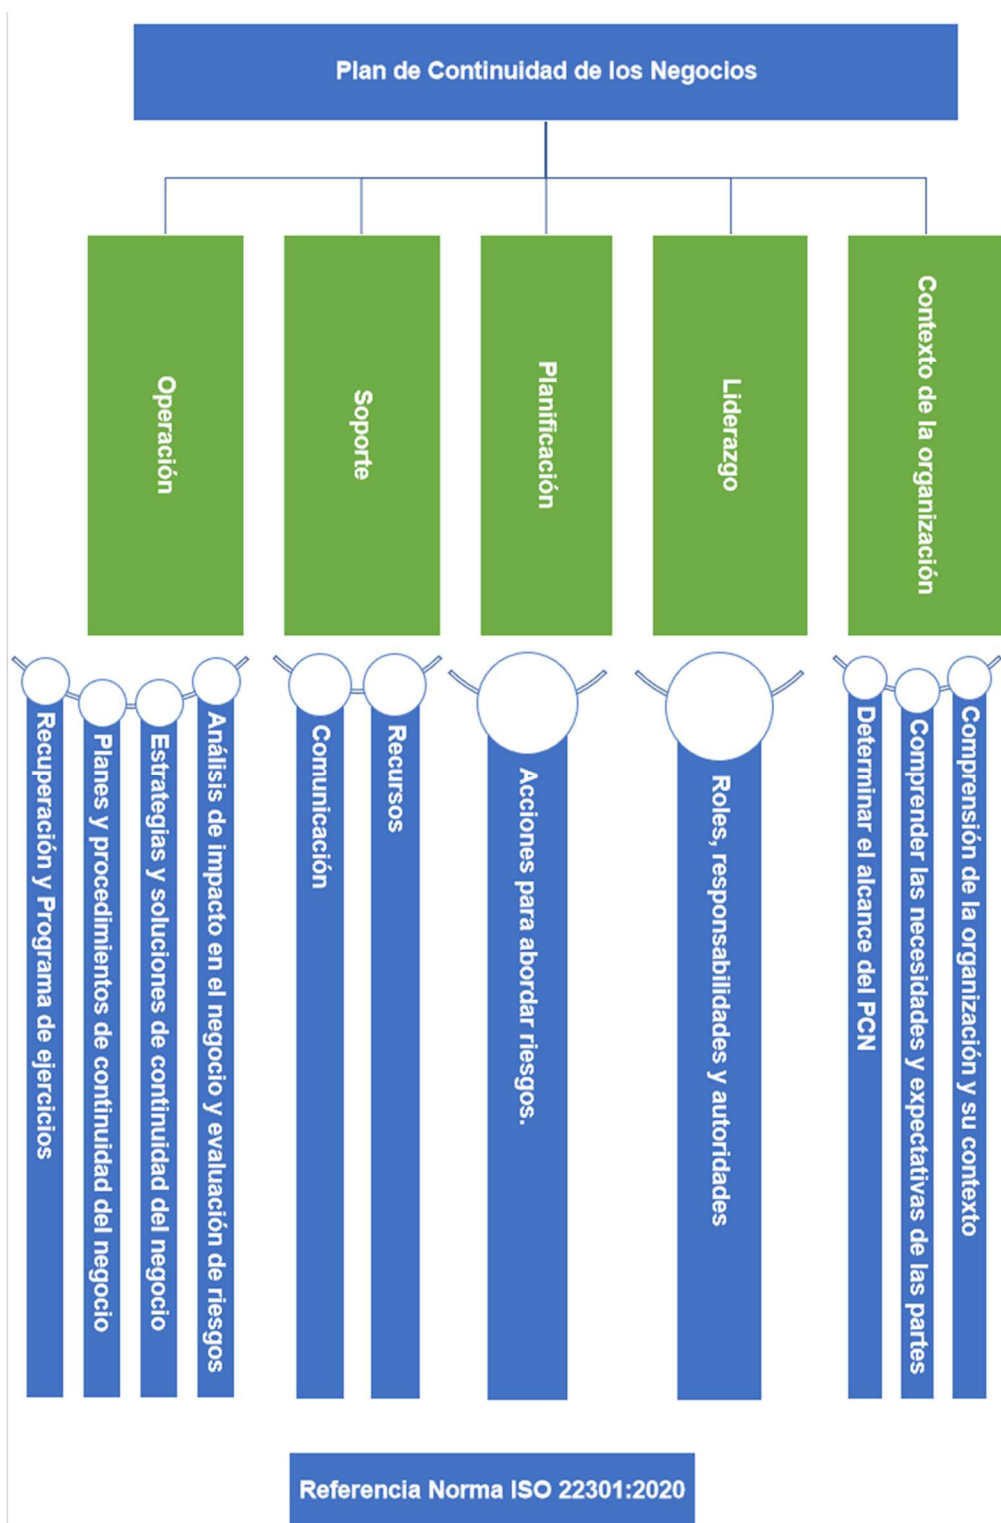 Plan de Continuidad de los Negocios
Operación
Soporte
Planificación
Liderazgo
Contexto de la organización
Recuperación y Programa de ejercicios
Planes y procedimientos de continuidad del negocio
Estrategias y soluciones de continuidad del negocio
Análisis de impacto en el negocio y evaluación de riesgos
Comunicación
Recursos
Acciones para abordar riesgos.
Roles, responsabilidades y autoridades
Determinar el alcance del PCN
Comprender las necesidades y expectativas de las partes
Comprensión de la organización y su contexto
Referencia Norma ISO 22301:2020